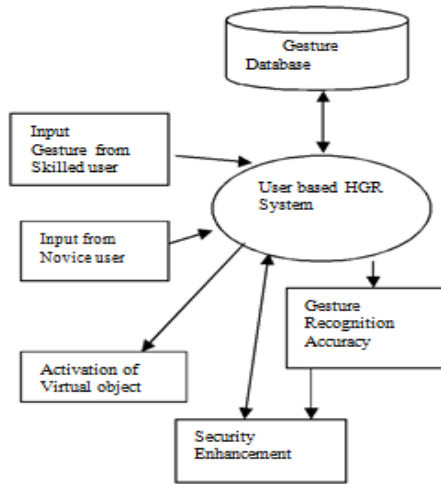 Gesture
Database
Input
Gesture from
Skilled user
User based HGR
System
Input from
Novice user
Gesture
Recognition
Accuracy
Activation of
Virtual object
Security
Enhancement